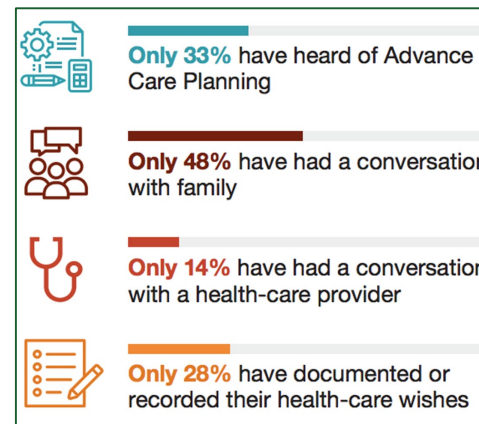 Only 33% have heard of Advance
Care Planning
Only 48% have had a conversation
with family
Only 14% have had a conversation
with a health-care provider
Only 28% have documented or
recorded their health-care wishes